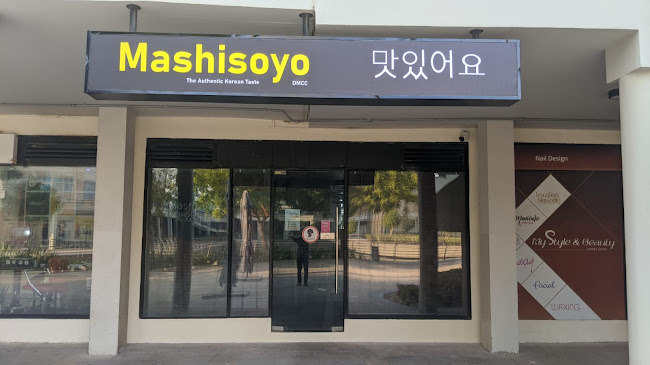 Mashisoyo
맛있어요
The Authentic Korean Taste
DMCC
Nail Design
My Style & Beauty
Facial
WAXING